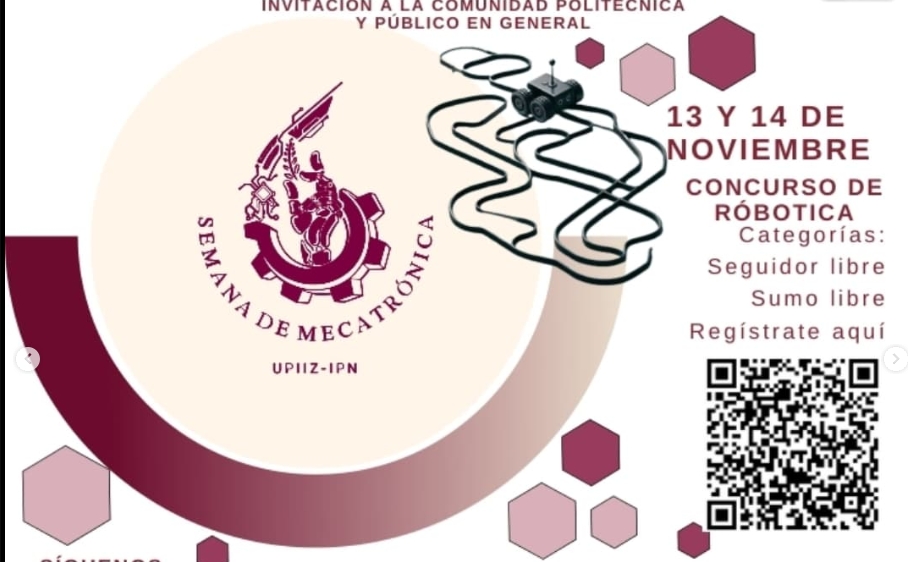 INVITACIÓN A LA COMUNIDAD POLITÉCNICA
Y PÚBLICO EN GENERAL
13 Y 14 DE
NOVIEMBRE
CONCURSO DE
RÓBOTICA
Categorías:
Seguidor libre
Sumo libre
Regístrate aquí
SEMANA DE MECATRÓNICA
UPIIZ-IPN
SÍGUENOS